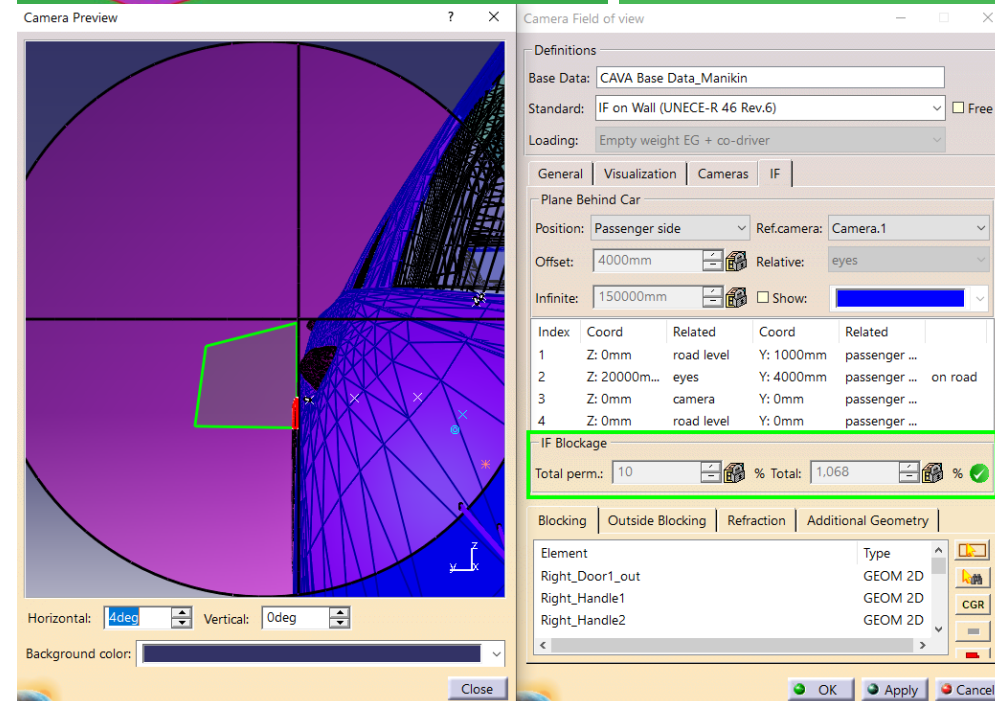 Camera Preview ? ×
Horizontal: 4deg Vertical: 0deg
Background color:
Close
z
y x
Camera Field of view
Definitions
Base Data: CAVA Base Data_Manikin
Standard: IF on Wall (UNECE-R 46 Rev.6) Free
Loading: Empty weight EG + co-driver
General Visualization Cameras IF
Plane Behind Car
Position: Passenger side Ref.camera: Camera.1
Offset: 4000mm Relative: eyes
Infinite: 150000mm Show:
Index Coord Related Coord Related
1 Z: 0mm road level Y: 1000mm passenger ...
2 Z: 20000m... eyes Y: 4000mm passenger ... on road
3 Z: 0mm camera Y: 0mm passenger ...
4 Z: 0mm road level Y: 0mm passenger ...
IF Blockage
Total perm.: 10 % Total: 1,068 %
Blocking Outside Blocking Refraction Additional Geometry
Element Type
Right_Door1_out GEOM 2D
Right_Handle1 GEOM 2D
Right_Handle2 GEOM 2D
CGR
OK Apply Cancel